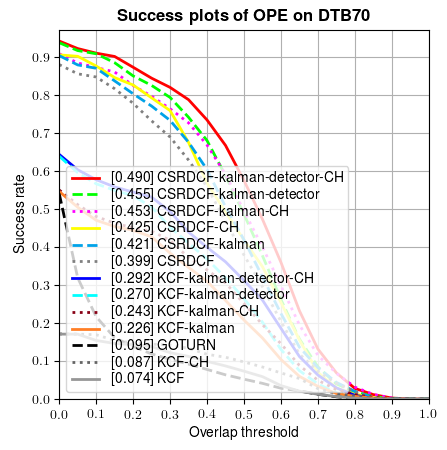 Success plots of OPE on DTB70
Success rate
0.9
0.8
0.7
0.6
0.5
0.4
0.3
0.2
0.1
0.0
[0.490] CSRDCF-kalman-detector-CH
[0.455] CSRDCF-kalman-detector
[0.453] CSRDCF-kalman-CH
[0.425] CSRDCF-CH
[0.421] CSRDCF-kalman
[0.399] CSRDCF
[0.292] KCF-kalman-detector-CH
[0.270] KCF-kalman-detector
[0.243] KCF-kalman-CH
[0.226] KCF-kalman
[0.095] GOTURN
[0.087] KCF-CH
[0.074] KCF
0.0 0.1 0.2 0.3 0.4 0.5 0.6 0.7 0.8 0.9 1.0
Overlap threshold